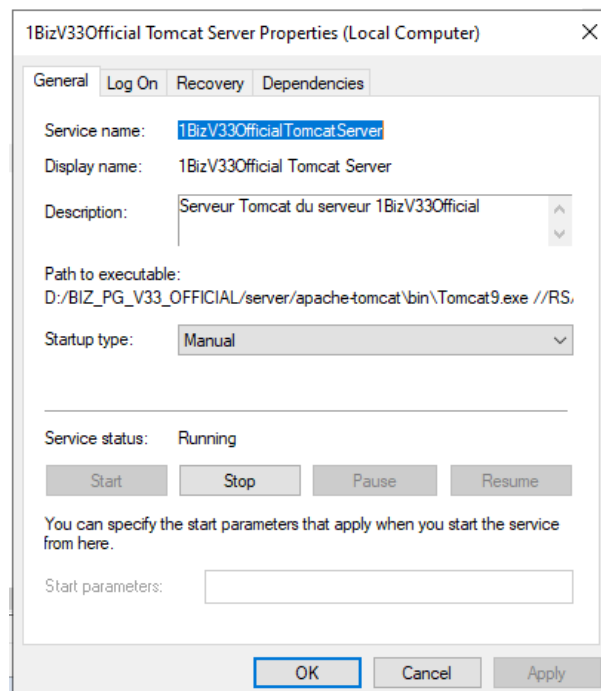 1BizV33Official Tomcat Server Properties (Local Computer)
General Log On Recovery Dependencies
Service name: 1BizV33OfficialTomcatServer
Display name: 1BizV33Official Tomcat Server
Description: Serveur Tomcat du serveur 1BizV33Official
Path to executable:
D:/BIZ_PG_V33_OFFICIAL/server/apache-tomcat\bin\Tomcat9.exe //RS/
Startup type: Manual
Service status: Running
Start Stop Pause Resume
You can specify the start parameters that apply when you start the service
from here.
Start parameters:
OK Cancel Apply